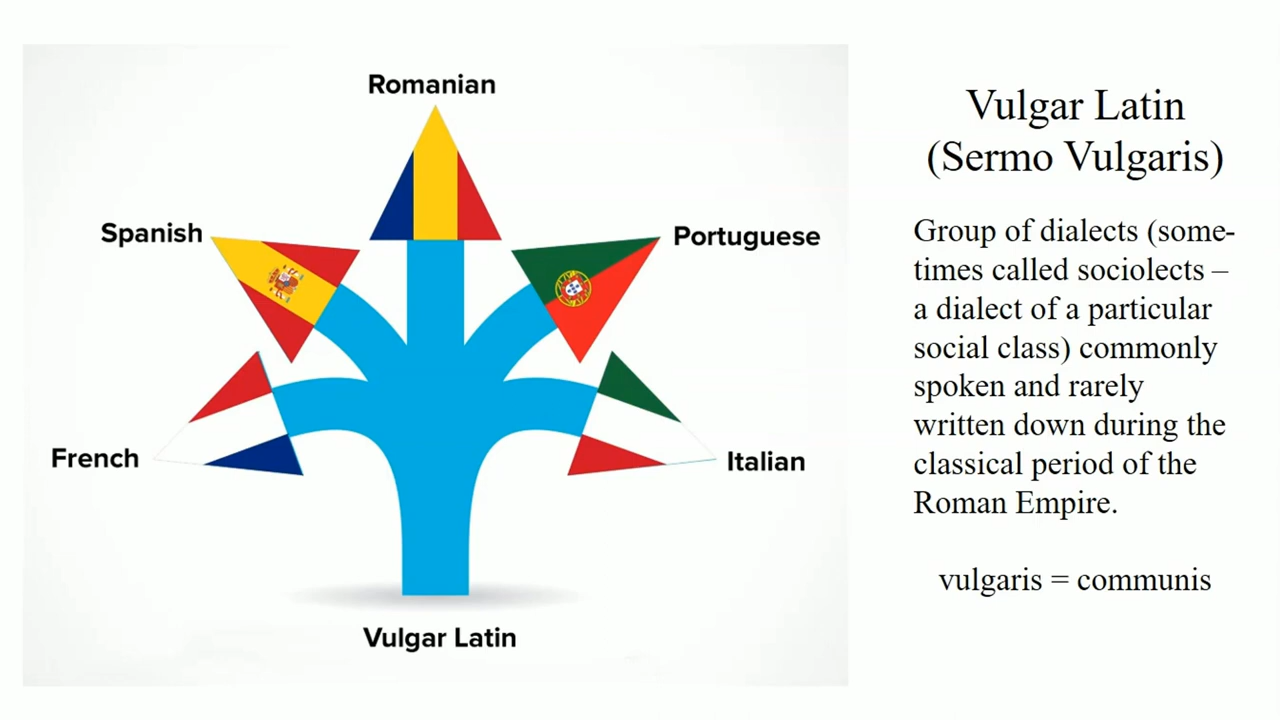 Romanian
Spanish
Portuguese
French
Italian
Vulgar Latin
Vulgar Latin
(Sermo Vulgaris)
Group of dialects (some-
times called sociolects –
a dialect of a particular
social class) commonly
spoken and rarely
written down during the
classical period of the
Roman Empire.
vulgaris = communis